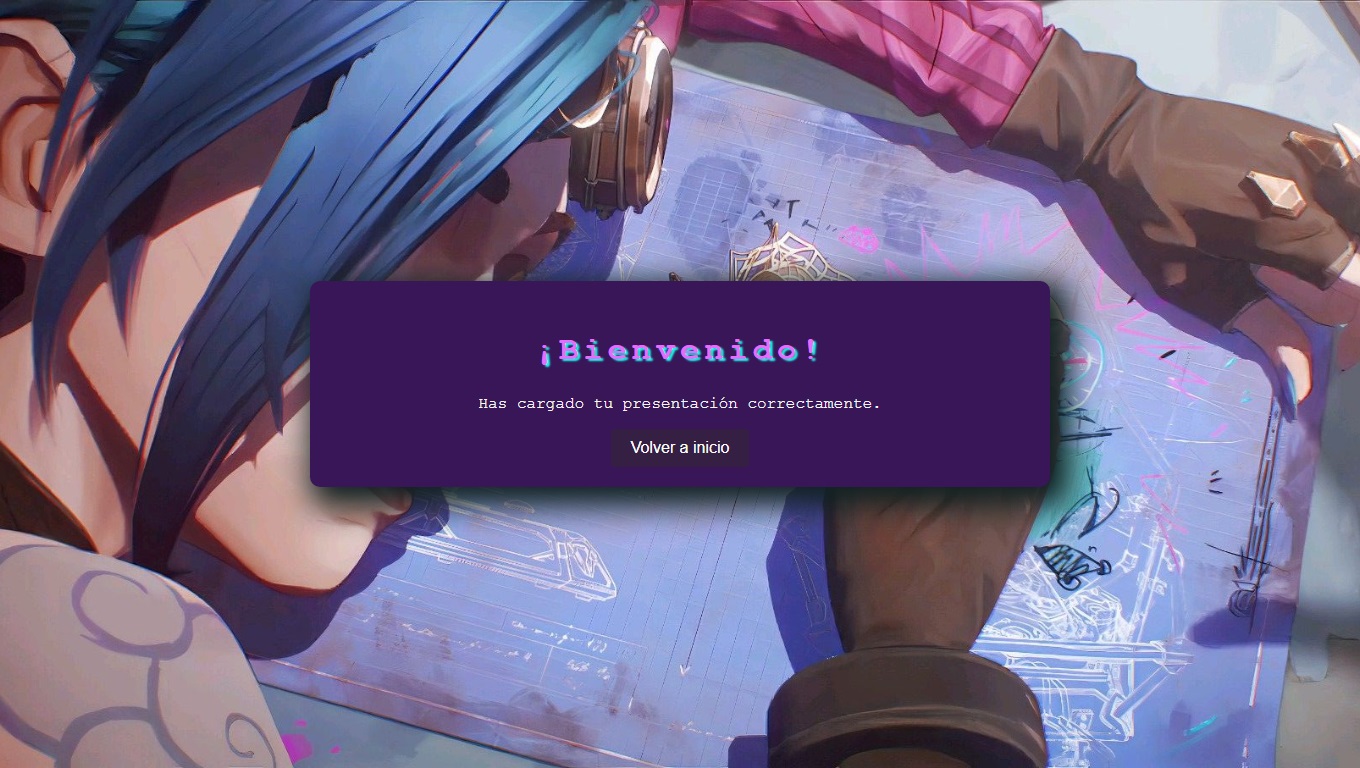 ¡Bienvenido!
Has cargado tu presentación correctamente.
Volver a inicio